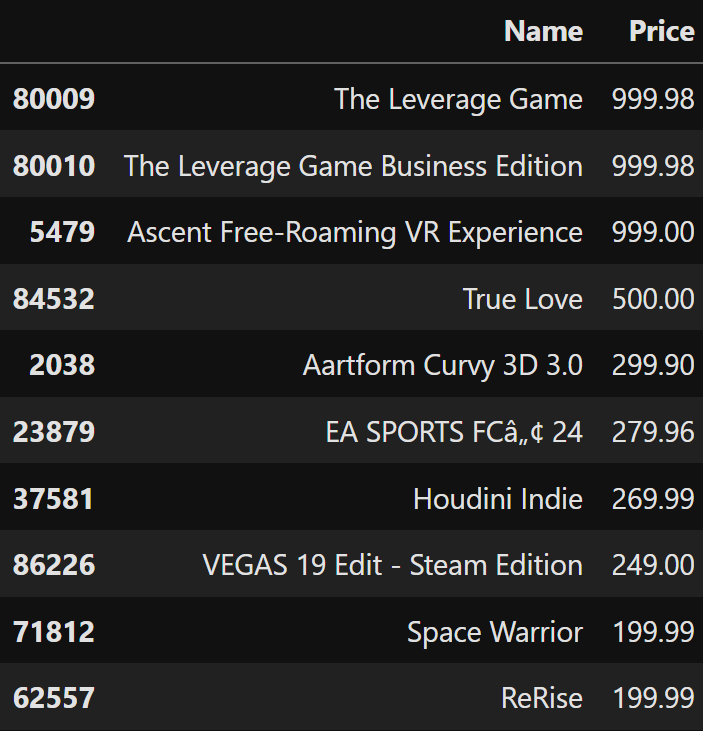 Name Price
80009 The Leverage Game 999.98
80010 The Leverage Game Business Edition 999.98
5479 Ascent Free-Roaming VR Experience 999.00
84532 True Love 500.00
2038 Aartform Curvy 3D 3.0 299.90
23879 EA SPORTS FCâ„¢ 24 279.96
37581 Houdini Indie 269.99
86226 VEGAS 19 Edit - Steam Edition 249.00
71812 Space Warrior 199.99
62557 ReRise 199.99